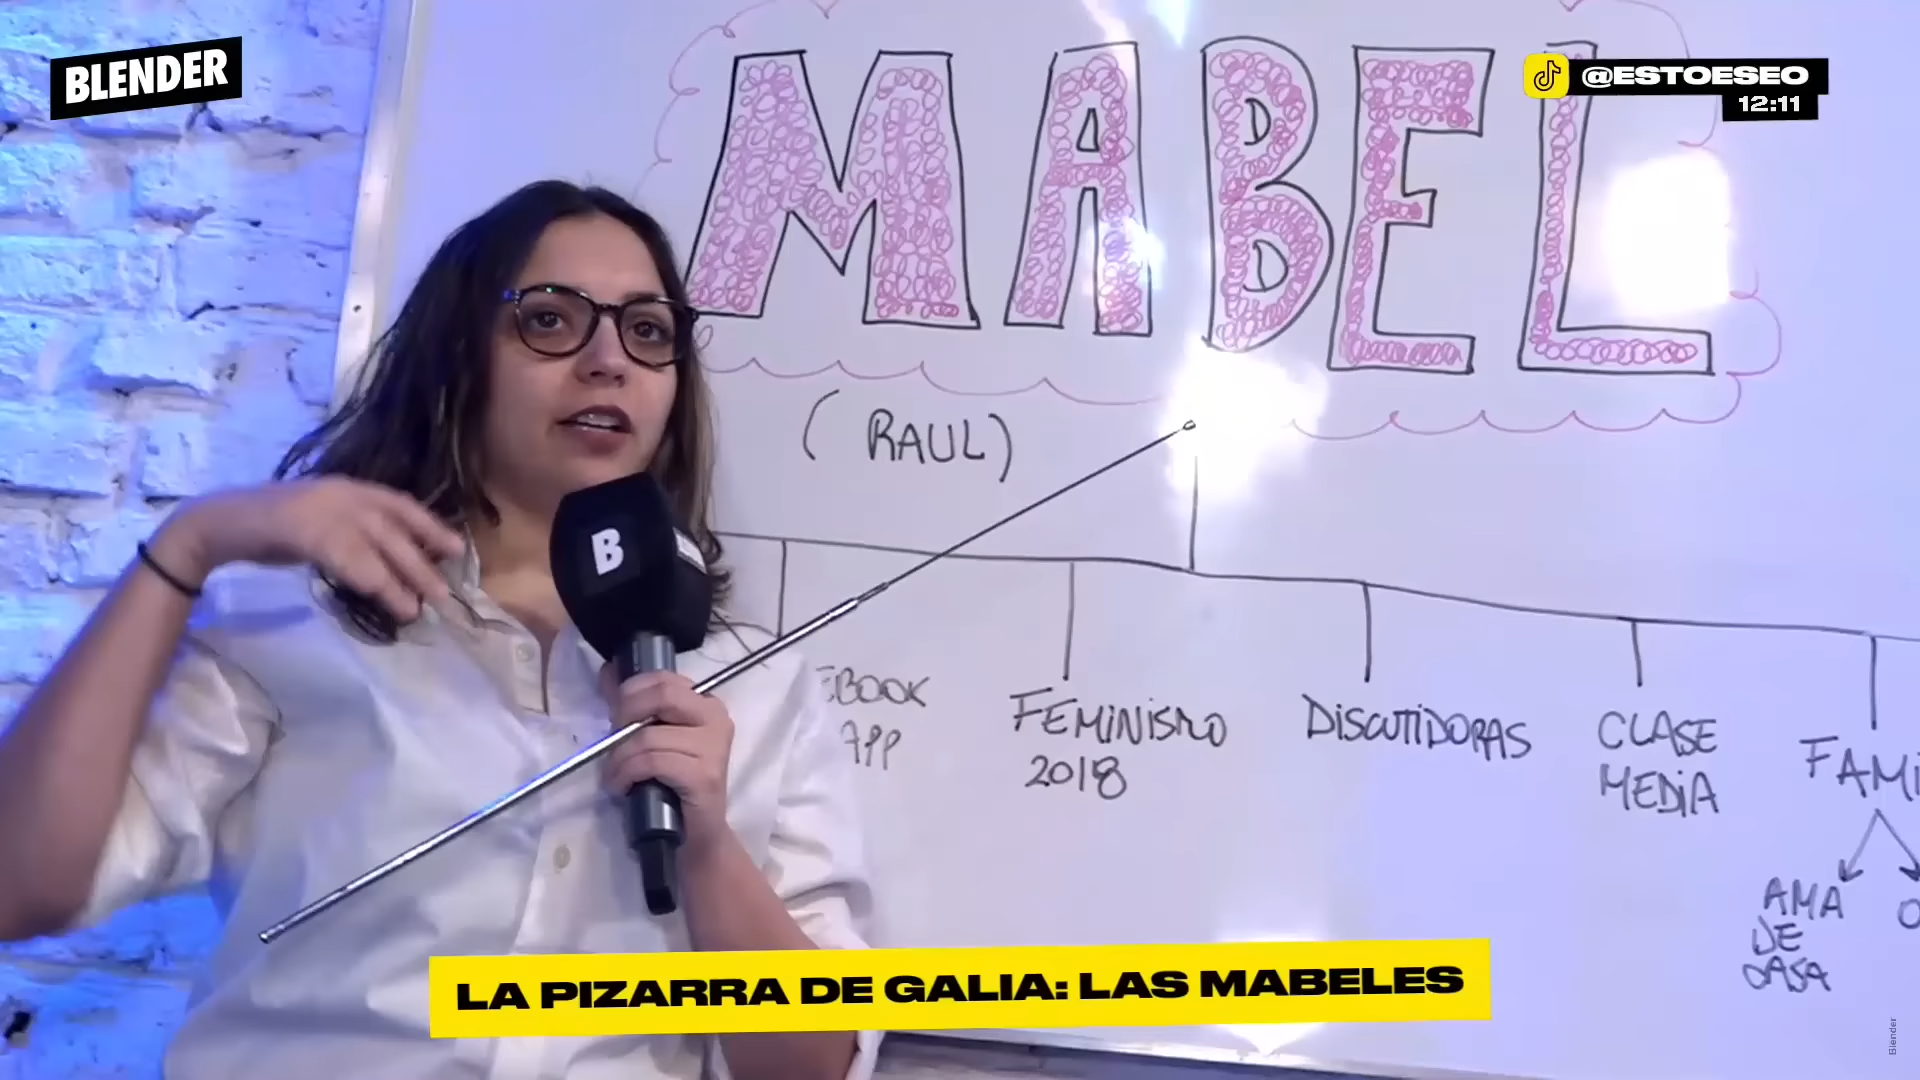 BLENDER
@ESTOESEO
12:11
MABEL
(RAUL)
B
FEMINISMO
2018
DISCUTIDORAS
CLASE
MEDIA
AMA
DE
CASA
LA PIZARRA DE GALIA: LAS MABELES
Blender